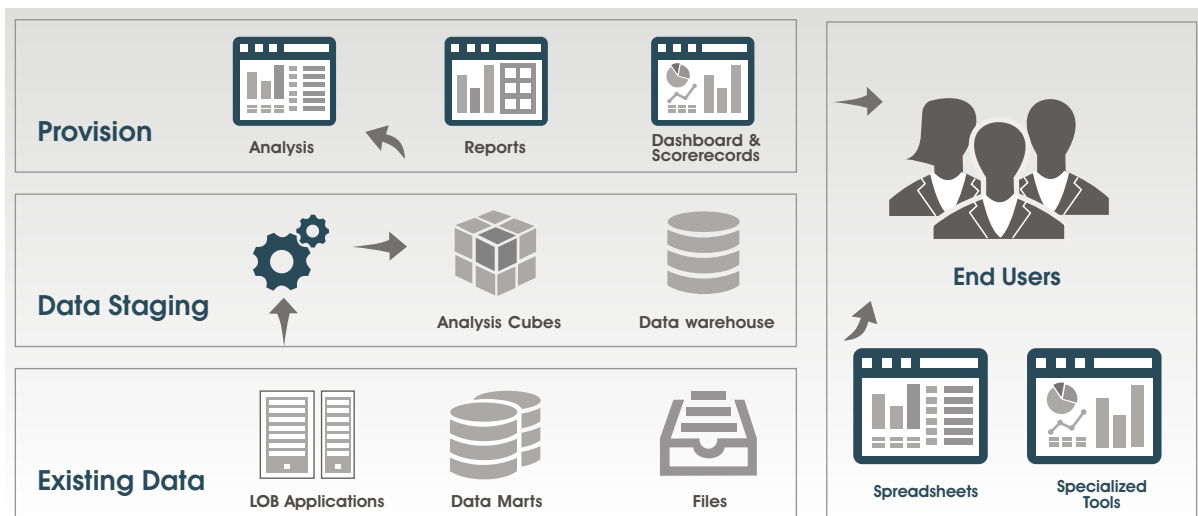 Provision
Analysis
Reports
Dashboard &
Scorerecords
Data Staging
Analysis Cubes
Data warehouse
Existing Data
LOB Applications
Data Marts
Files
End Users
Spreadsheets
Specialized
Tools